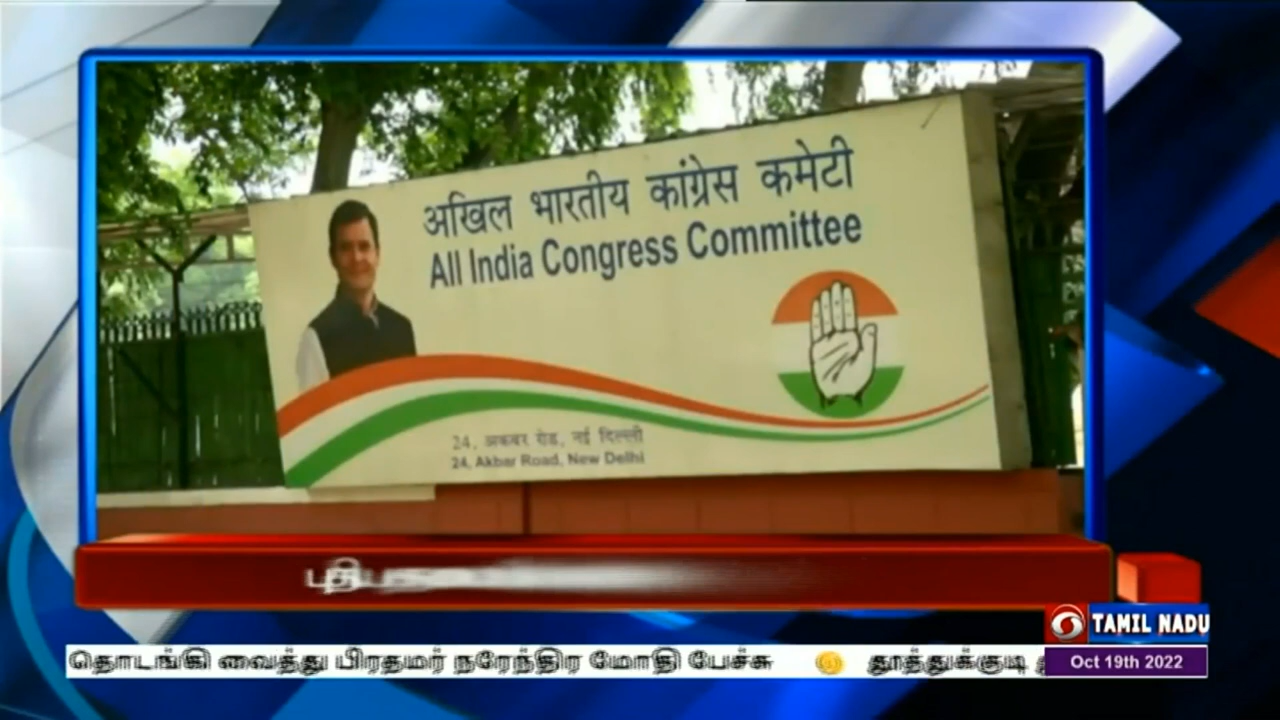 अखिल भारतीय कांग्रेस कमेटी
All India Congress Committee
24, अकबर रोड, नई दिल्ली
24, Akbar Road, New Delhi
TAMIL NADU
தொடங்கி வைத்து பிரதமர் நரேந்திர மோதி பேச்சு தூத்துக்குடி
Oct 19th 2022